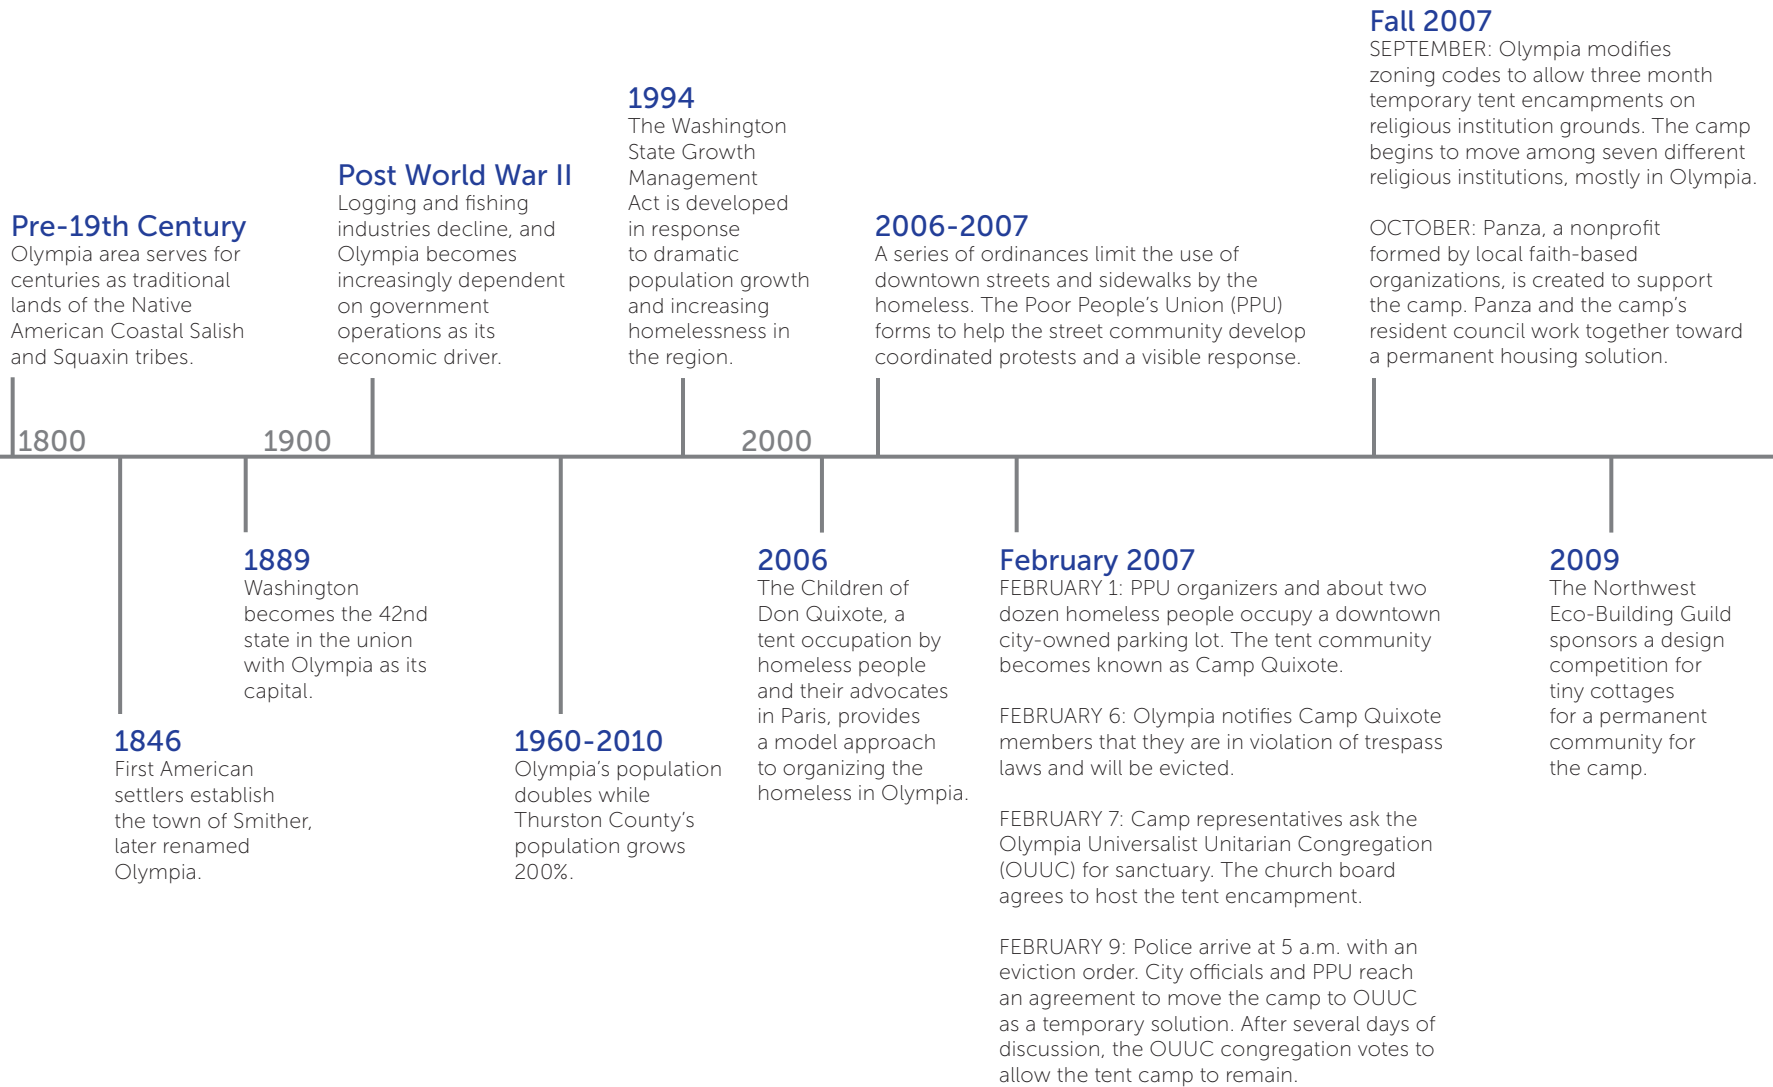 Pre-19th Century
Olympia area serves for
centuries as traditional
lands of the Native
American Coastal Salish
and Squaxin tribes.
Post World War II
Logging and fishing
industries decline, and
Olympia becomes
increasingly dependent
on government
operations as its
economic driver.
1994
The Washington
State Growth
Management
Act is developed
in response
to dramatic
population growth
and increasing
homelessness in
the region.
2006-2007
A series of ordinances limit the use of
downtown streets and sidewalks by the
homeless. The Poor People's Union (PPU)
forms to help the street community develop
coordinated protests and a visible response.
Fall 2007
SEPTEMBER: Olympia modifies
zoning codes to allow three month
temporary tent encampments on
religious institution grounds. The camp
begins to move among seven different
religious institutions, mostly in Olympia.
OCTOBER: Panza, a nonprofit
formed by local faith-based
organizations, is created to support
the camp. Panza and the camp's
resident council work together toward
a permanent housing solution.
1800
1900
2000
1846
First American
settlers establish
the town of Smither,
later renamed
Olympia.
1889
Washington
becomes the 42nd
state in the union
with Olympia as its
capital.
1960-2010
Olympia's population
doubles while
Thurston County's
population grows
200%.
2006
The Children of
Don Quixote, a
tent occupation by
homeless people
and their advocates
in Paris, provides
a model approach
to organizing the
homeless in Olympia.
February 2007
FEBRUARY 1: PPU organizers and about two
dozen homeless people occupy a downtown
city-owned parking lot. The tent community
becomes known as Camp Quixote.
FEBRUARY 6: Olympia notifies Camp Quixote
members that they are in violation of trespass
laws and will be evicted.
FEBRUARY 7: Camp representatives ask the
Olympia Universalist Unitarian Congregation
(OUUC) for sanctuary. The church board
agrees to host the tent encampment.
FEBRUARY 9: Police arrive at 5 a.m. with an
eviction order. City officials and PPU reach
an agreement to move the camp to OUUC
as a temporary solution. After several days of
discussion, the OUUC congregation votes to
allow the tent camp to remain.
2009
The Northwest
Eco-Building Guild
sponsors a design
competition for
tiny cottages
for a permanent
community for
the camp.